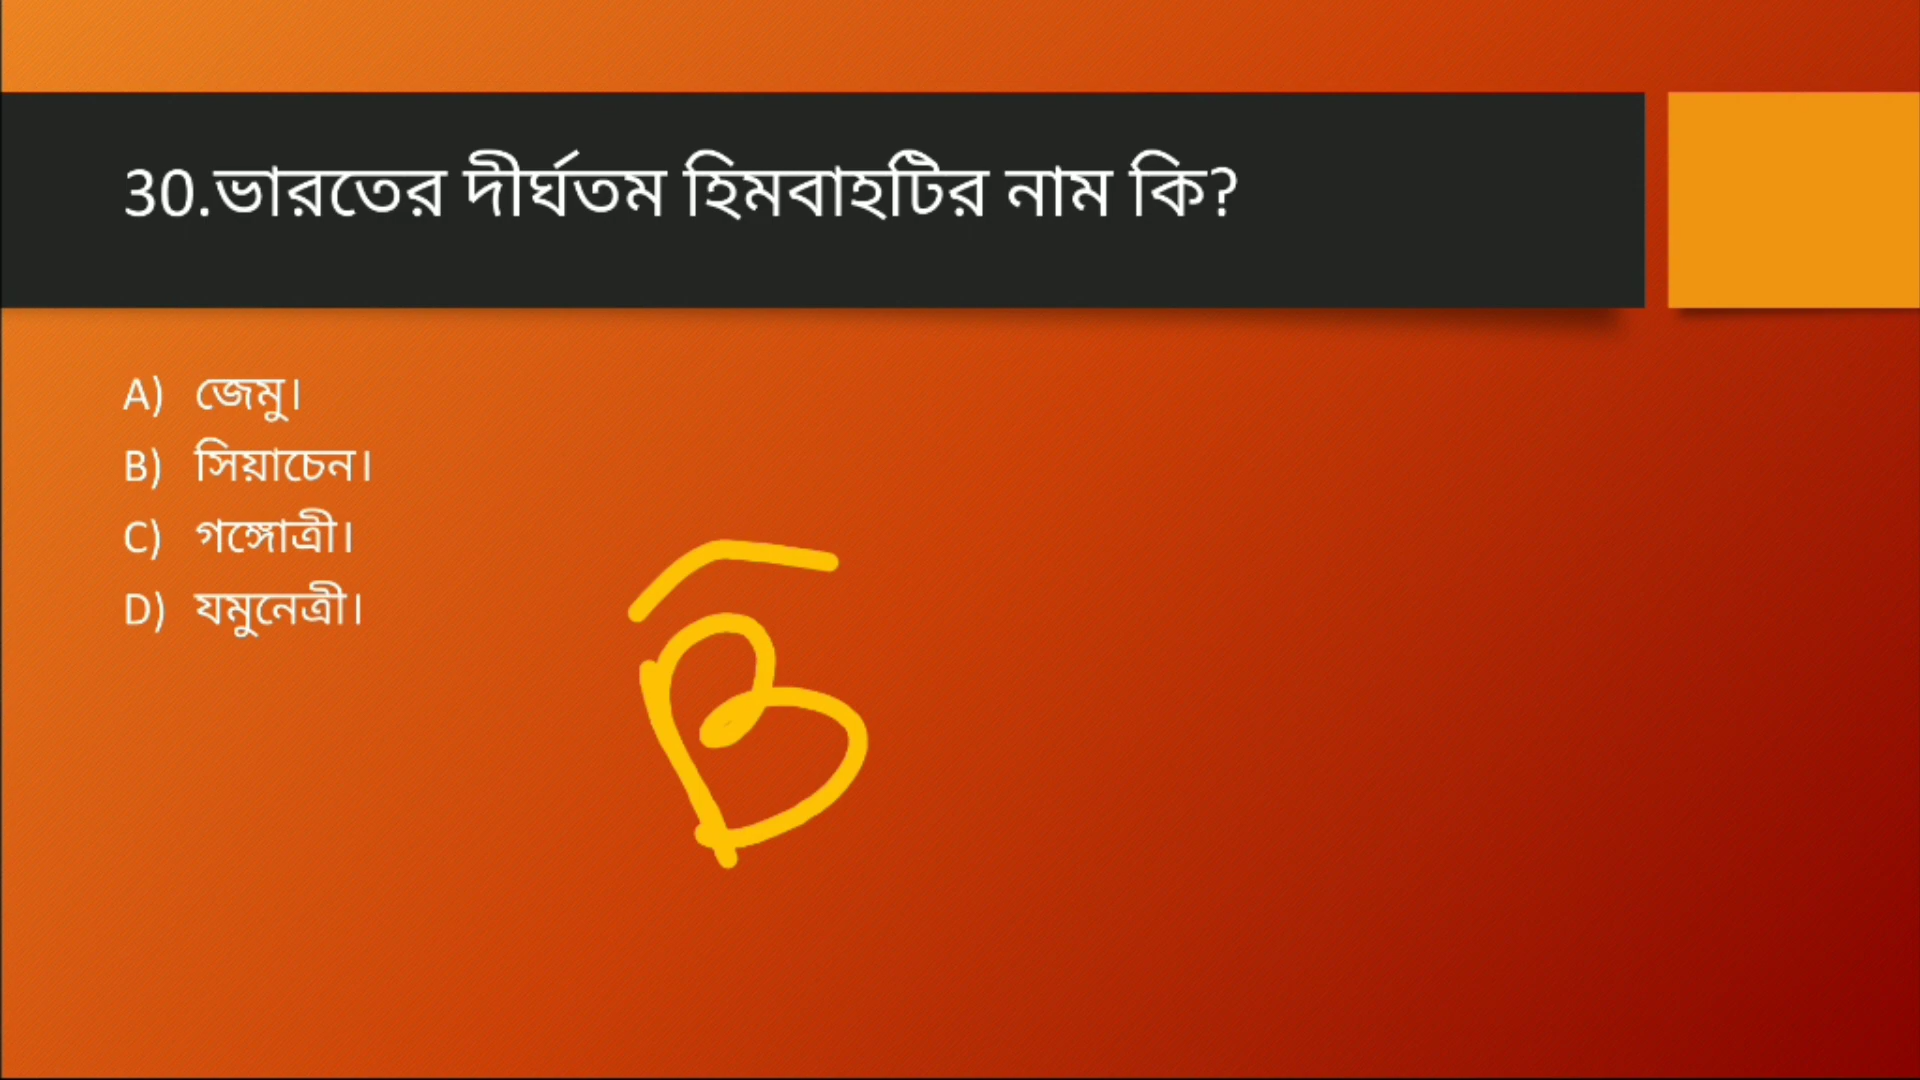 30.ভারতের দীর্ঘতম হিমবাহটির নাম কি?
A) জেমু।
B) সিয়াচেন।
C) গঙ্গোত্রী।
D) যমুনেত্রী।
B